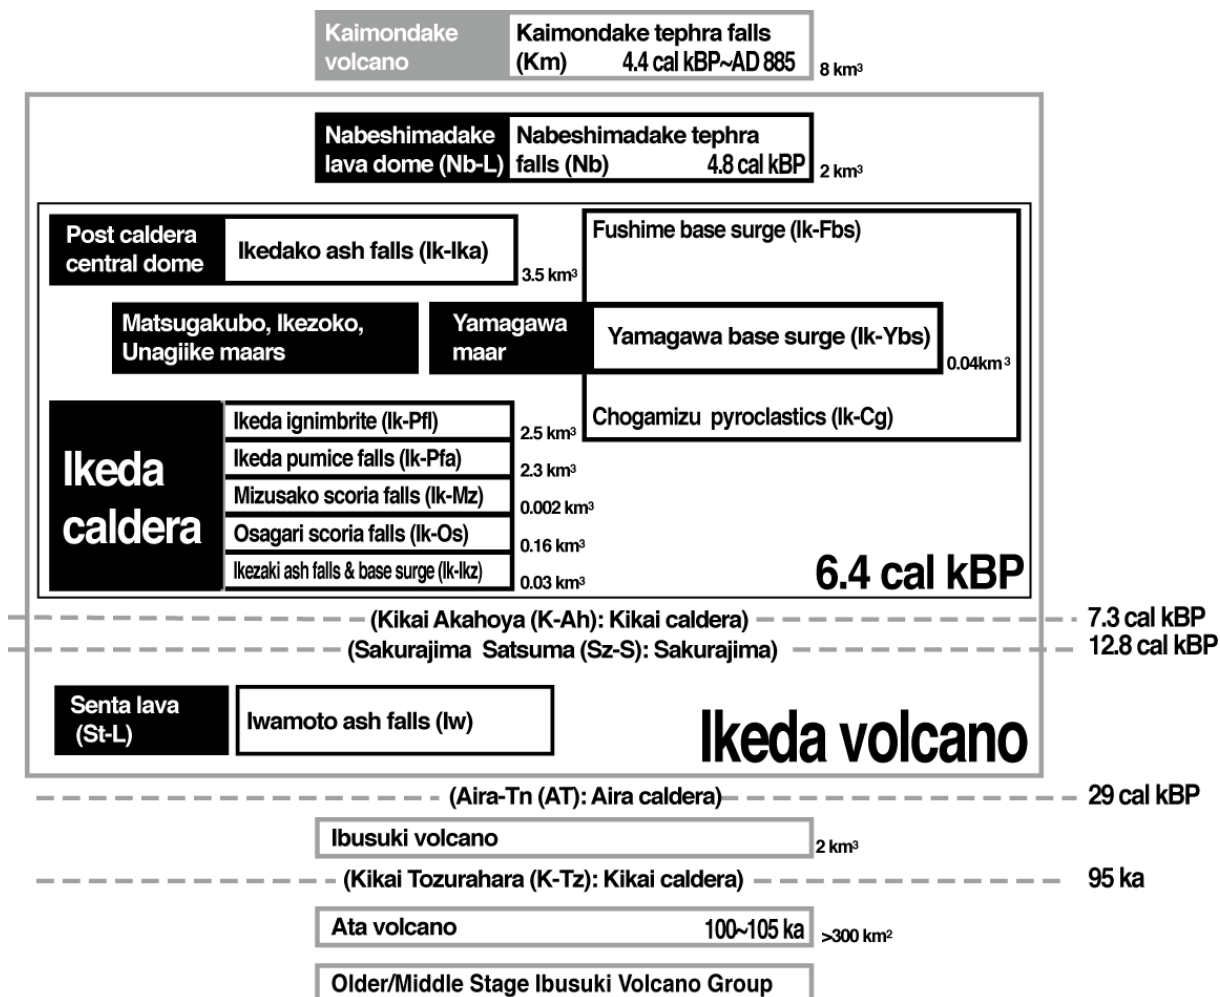 Kaimondake
volcano
Kaimondake tephra falls
(Km) 4.4 cal kBP~AD 885
8 km³
Nabeshimadake
lava dome (Nb-L)
Nabeshimadake tephra
falls (Nb) 4.8 cal kBP
2 km³
Post caldera
central dome
Ikedako ash falls (Ik-Ika)
3.5 km³
Fushime base surge (Ik-Fbs)
Matsugakubo, Ikezoko,
Unagiike maars
Yamagawa
maar
Yamagawa base surge (Ik-Ybs)
0.04km³
Chogamizu pyroclastics (Ik-Cg)
Ikeda
caldera
Ikeda ignimbrite (Ik-Pfl)
2.5 km³
Ikeda pumice falls (Ik-Pfa)
2.3 km³
Mizusako scoria falls (Ik-Mz)
0.002 km³
Osagari scoria falls (Ik-Os)
0.16 km³
Ikezaki ash falls & base surge (Ik-Ikz)
0.03 km³
6.4 cal kBP
(Kikai Akahoya (K-Ah): Kikai caldera) 7.3 cal kBP
(Sakurajima Satsuma (Sz-S): Sakurajima) 12.8 cal kBP
Senta lava
(St-L)
Iwamoto ash falls (Iw)
Ikeda volcano
(Aira-Tn (AT): Aira caldera) 29 cal kBP
Ibusuki volcano
2 km³
(Kikai Tozurahara (K-Tz): Kikai caldera) 95 ka
Ata volcano 100~105 ka
>300 km²
Older/Middle Stage Ibusuki Volcano Group